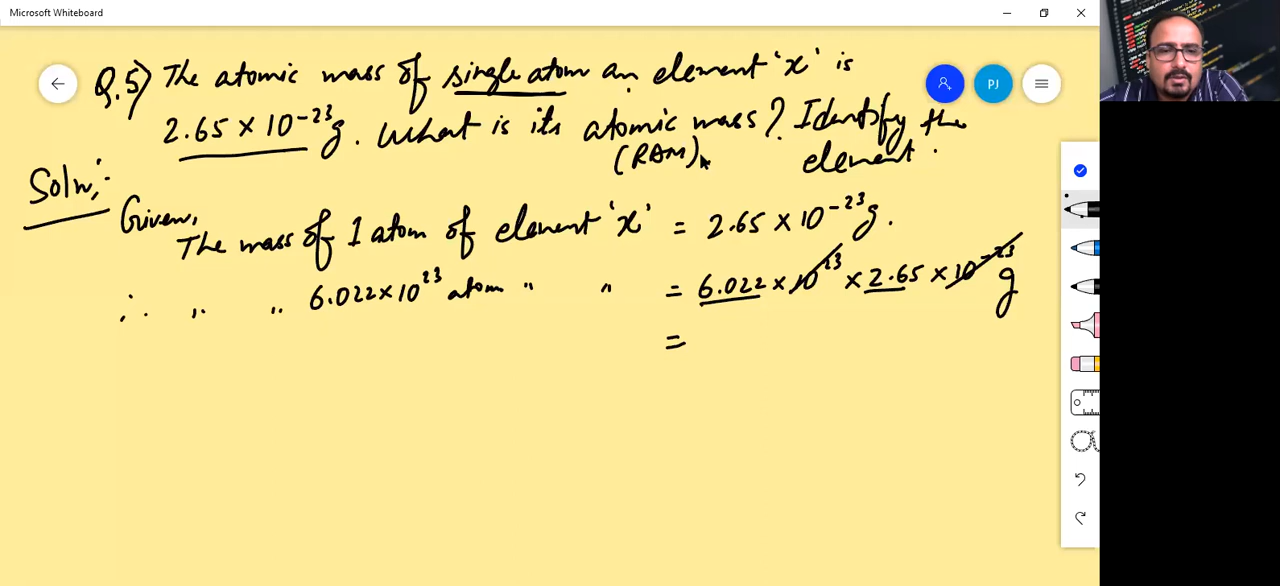 Microsoft Whiteboard
Q.5) The atomic mass of single atom an element 'x' is
2.65 × 10⁻²³ g. What is its atomic mass? Identify the
(RAM) element.
Soln:-
Given,
The mass of 1 atom of element 'x' = 2.65 × 10⁻²³ g.
∴ " " 6.022 × 10²³ atom " " = 6.022 × 10²³ × 2.65 × 10⁻²³ g
=
PJ